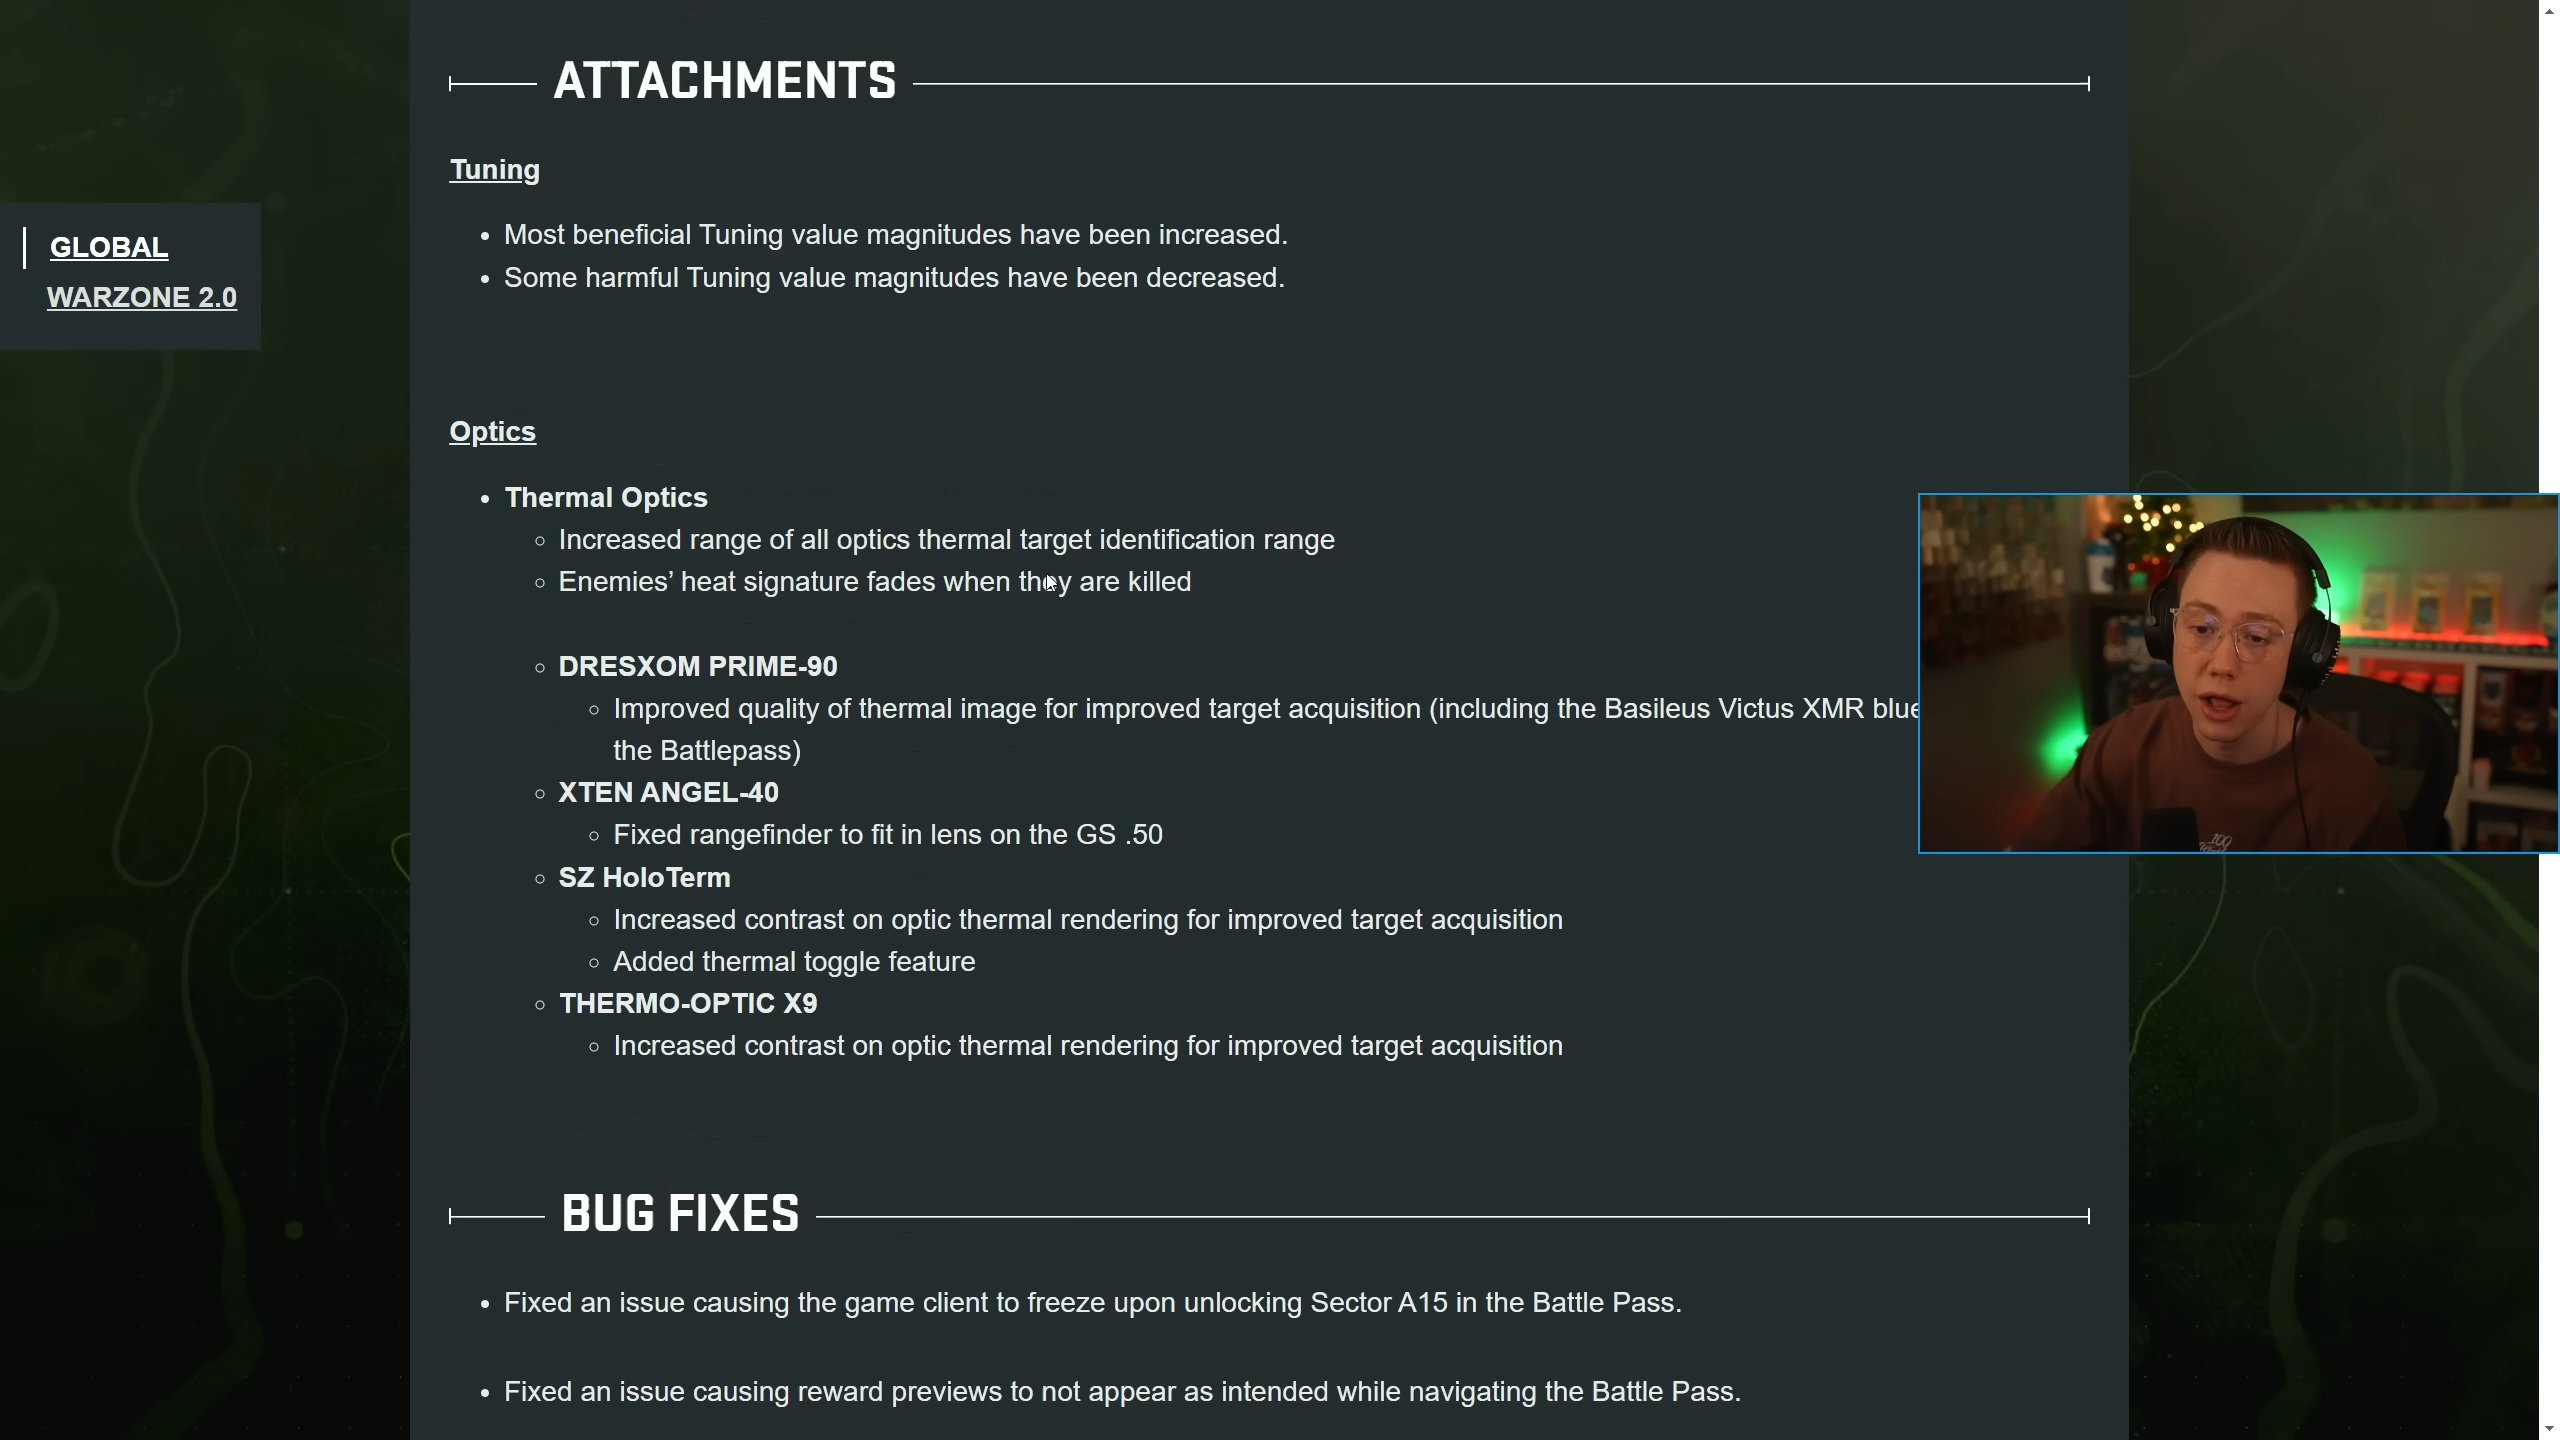 ATTACHMENTS
Tuning
Most beneficial Tuning value magnitudes have been increased.
GLOBAL
Some harmful Tuning value magnitudes have been decreased.
WARZONE 2.0
Optics
Thermal Optics
Increased range of all optics thermal target identification range
Enemies’ heat signature fades when they are killed
DRESXOM PRIME-90
Improved quality of thermal image for improved target acquisition (including the Basileus Victus XMR blue
the Battlepass)
XTEN ANGEL-40
Fixed rangefinder to fit in lens on the GS .50
SZ HoloTerm
Increased contrast on optic thermal rendering for improved target acquisition
Added thermal toggle feature
THERMO-OPTIC X9
Increased contrast on optic thermal rendering for improved target acquisition
BUG FIXES
Fixed an issue causing the game client to freeze upon unlocking Sector A15 in the Battle Pass.
Fixed an issue causing reward previews to not appear as intended while navigating the Battle Pass.